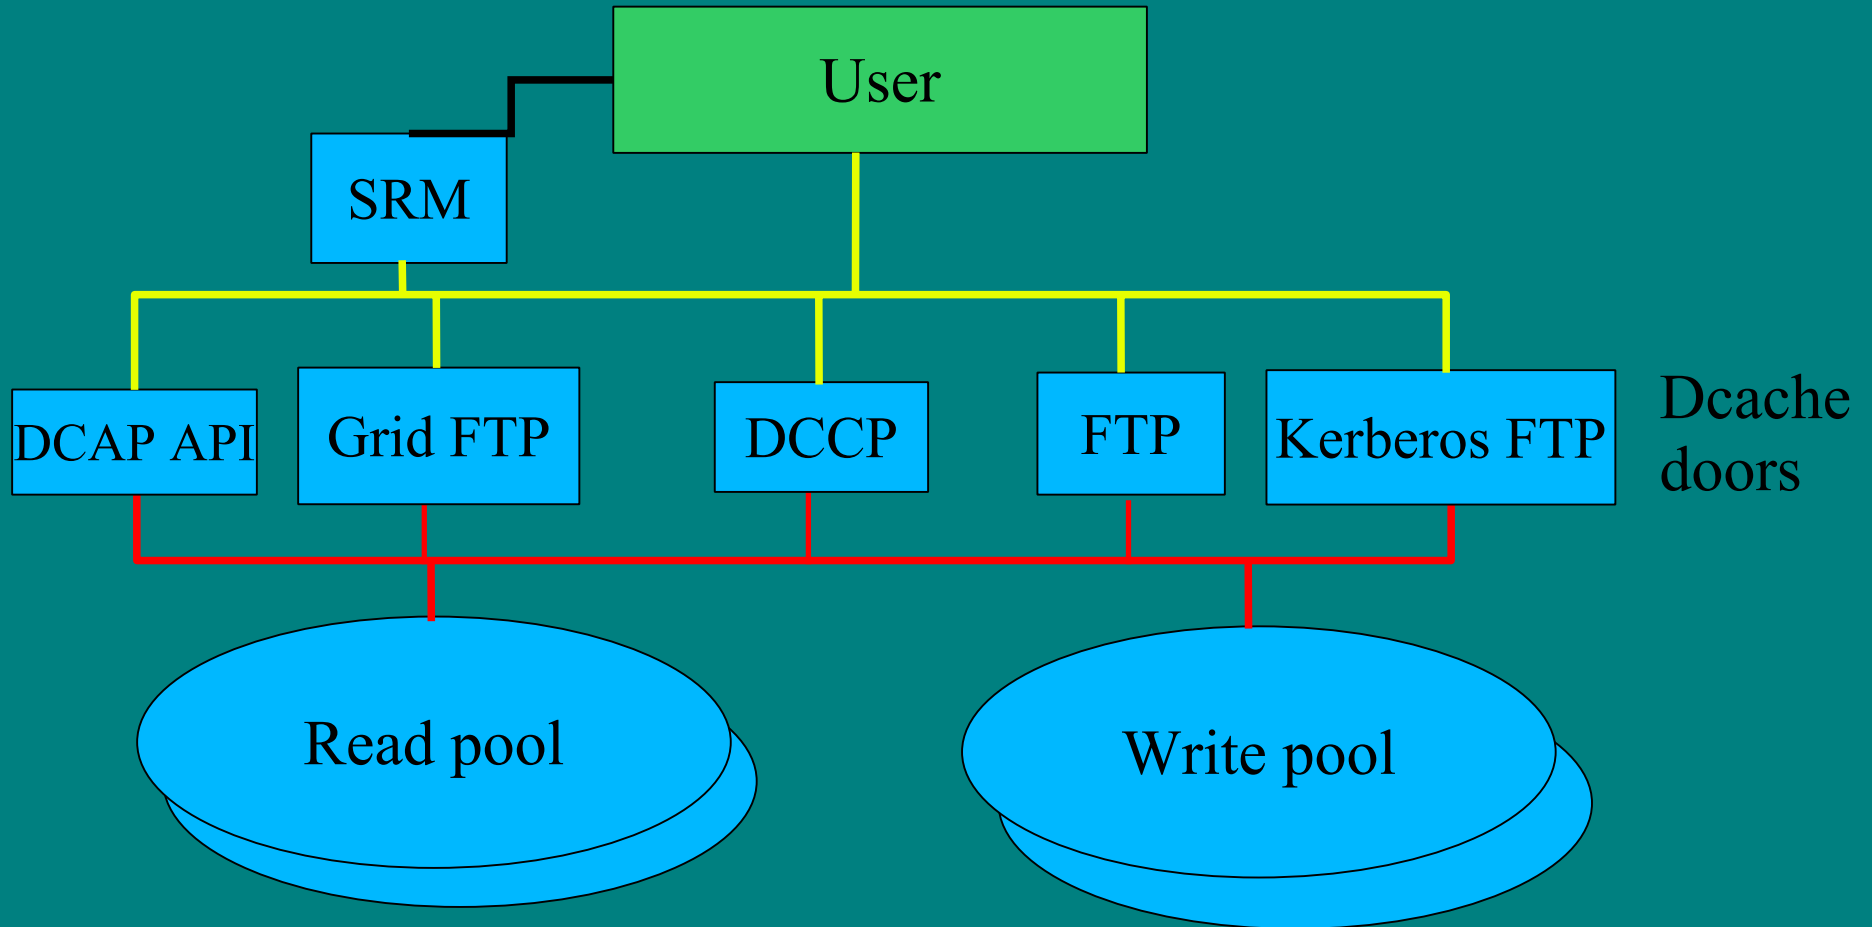 User
SRM
DCAP API
Grid FTP
DCCP
FTP
Kerberos FTP
Dcache
doors
Read pool
Write pool